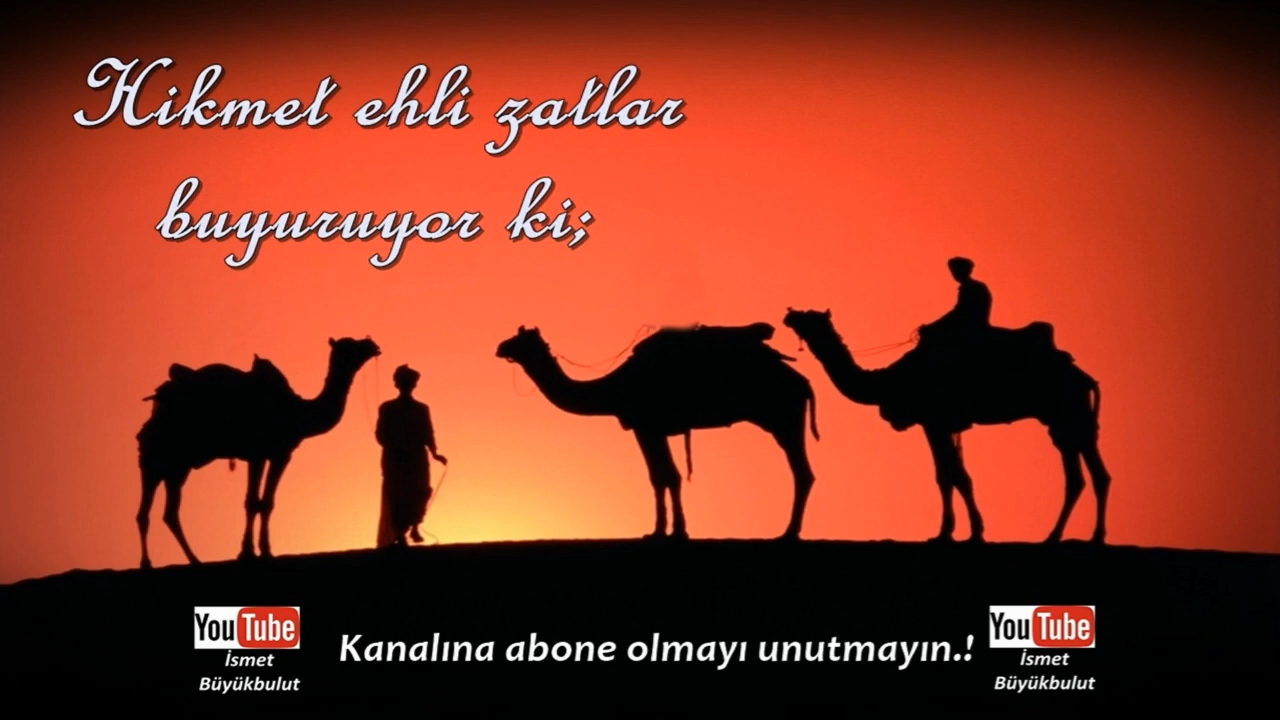 Hikmet ehli zatlar
buyuruyor ki;
YouTube
İsmet
Büyükbulut
Kanalına abone olmayı unutmayın.!
YouTube
İsmet
Büyükbulut